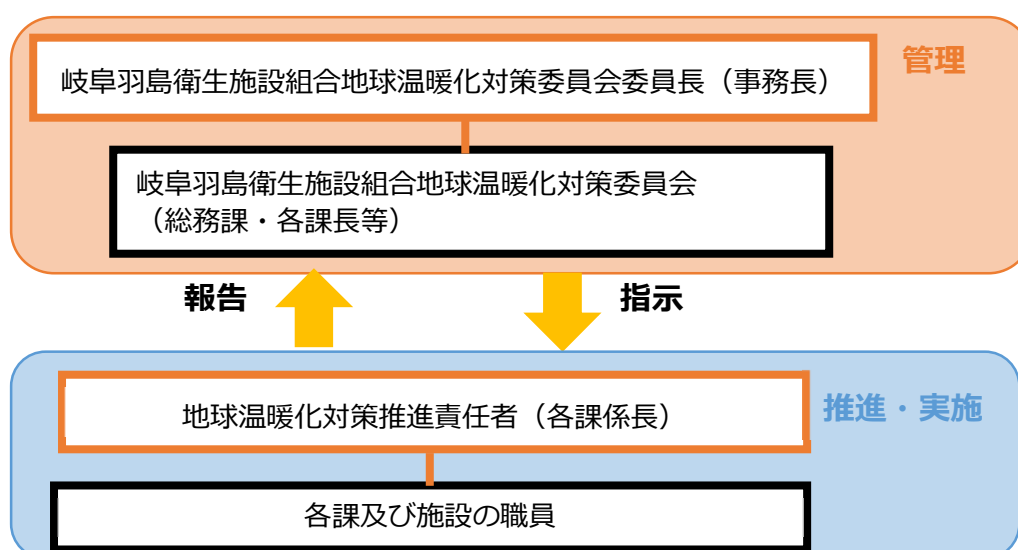 管理
岐阜羽島衛生施設組合地球温暖化対策委員会委員長（事務長）
岐阜羽島衛生施設組合地球温暖化対策委員会
（総務課・各課長等）
報告
指示
推進・実施
地球温暖化対策推進責任者（各課係長）
各課及び施設の職員